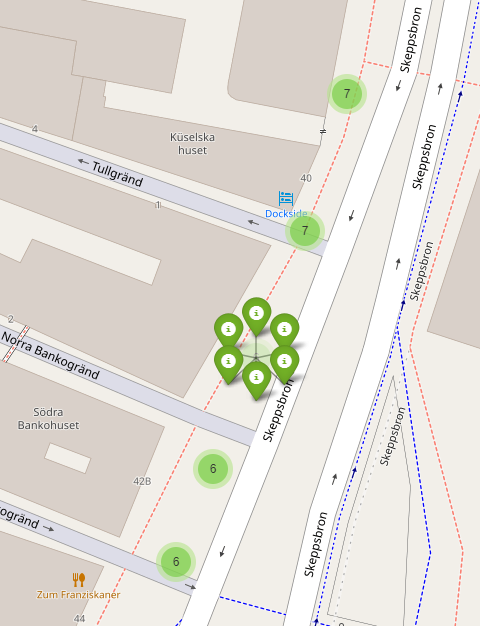 Skeppsbron
7
4
Küselska
huset
Skeppsbron
Tullgränd
40
1
Dockside
7
Skeppsbron
2
Norra Bankogränd
Skeppsbron
Södra
Bankohuset
Skeppsbron
6
42B
ogränd
Skeppsbron
6
Zum Franziskaner
44